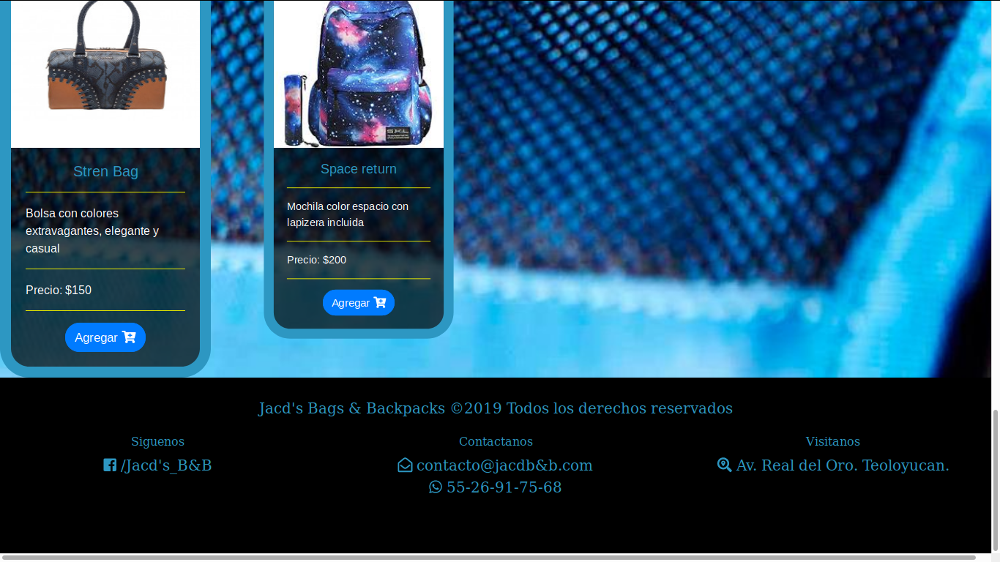 S.K.L
Stren Bag
Bolsa con colores
extravagantes, elegante y
casual
Precio: $150
Agregar
Space return
Mochila color espacio con
lapizera incluida
Precio: $200
Agregar
Jacd's Bags & Backpacks ©2019 Todos los derechos reservados
Siguenos
/Jacd's_B&B
Contactanos
contacto@jacdb&b.com
55-26-91-75-68
Visitanos
Av. Real del Oro. Teoloyucan.